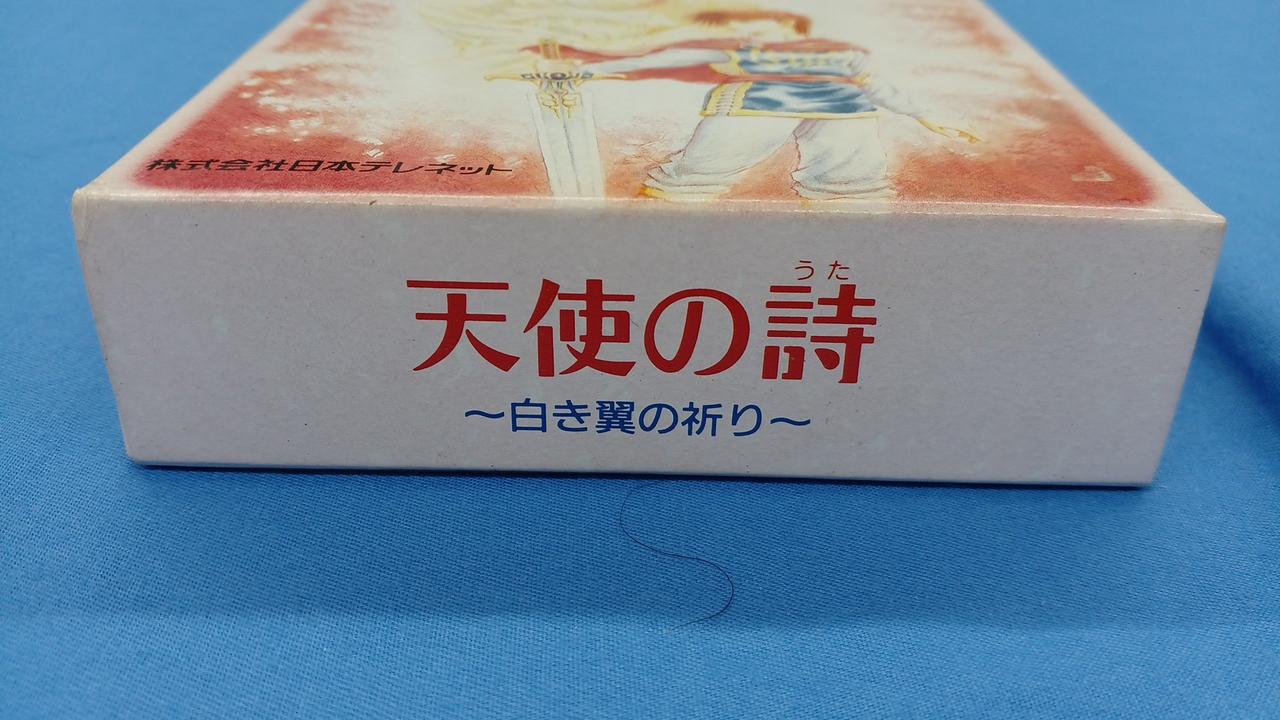 株式会社日本テレネット
うた
天使の詩
〜白き翼の祈り〜